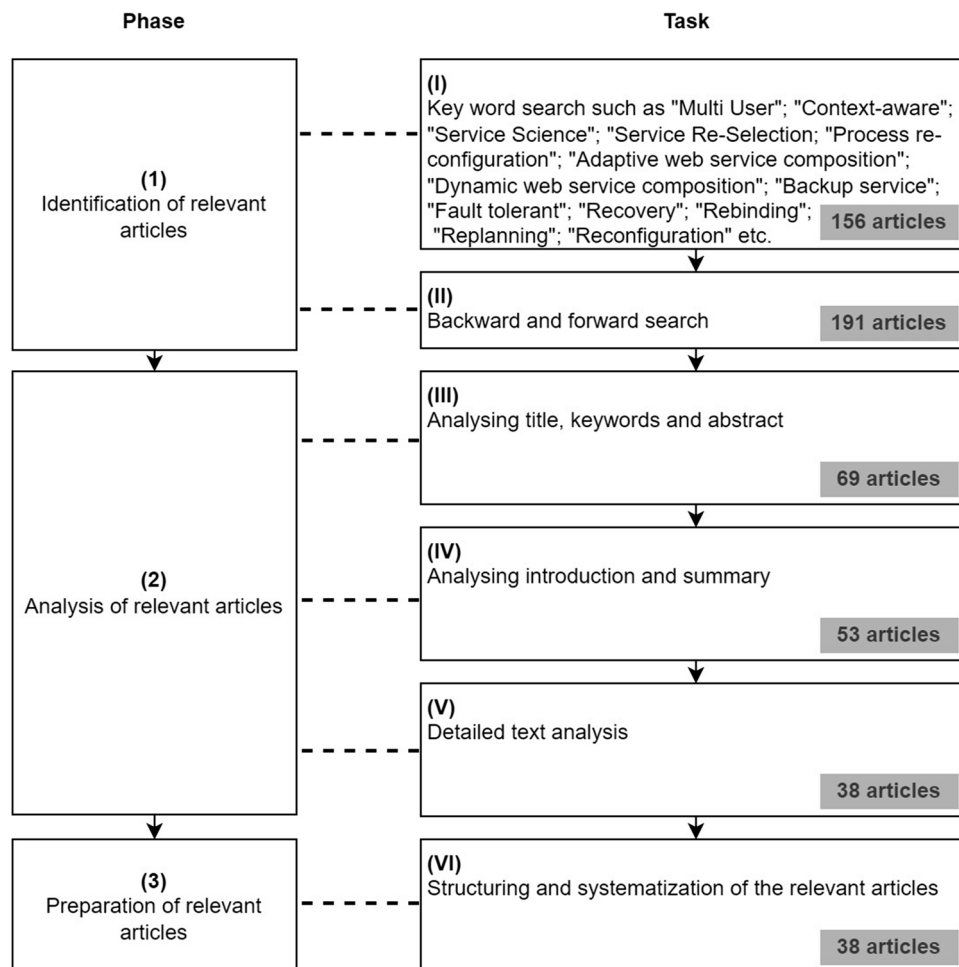 Phase
Task
(1)
Identification of relevant
articles
(I)
Key word search such as "Multi User"; "Context-aware";
"Service Science"; "Service Re-Selection; "Process re-
configuration"; "Adaptive web service composition";
"Dynamic web service composition"; "Backup service";
"Fault tolerant"; "Recovery"; "Rebinding";
"Replanning"; "Reconfiguration" etc.
156 articles
(II)
Backward and forward search
191 articles
(2)
Analysis of relevant articles
(III)
Analysing title, keywords and abstract
69 articles
(IV)
Analysing introduction and summary
53 articles
(V)
Detailed text analysis
38 articles
(3)
Preparation of relevant
articles
(VI)
Structuring and systematization of the relevant articles
38 articles